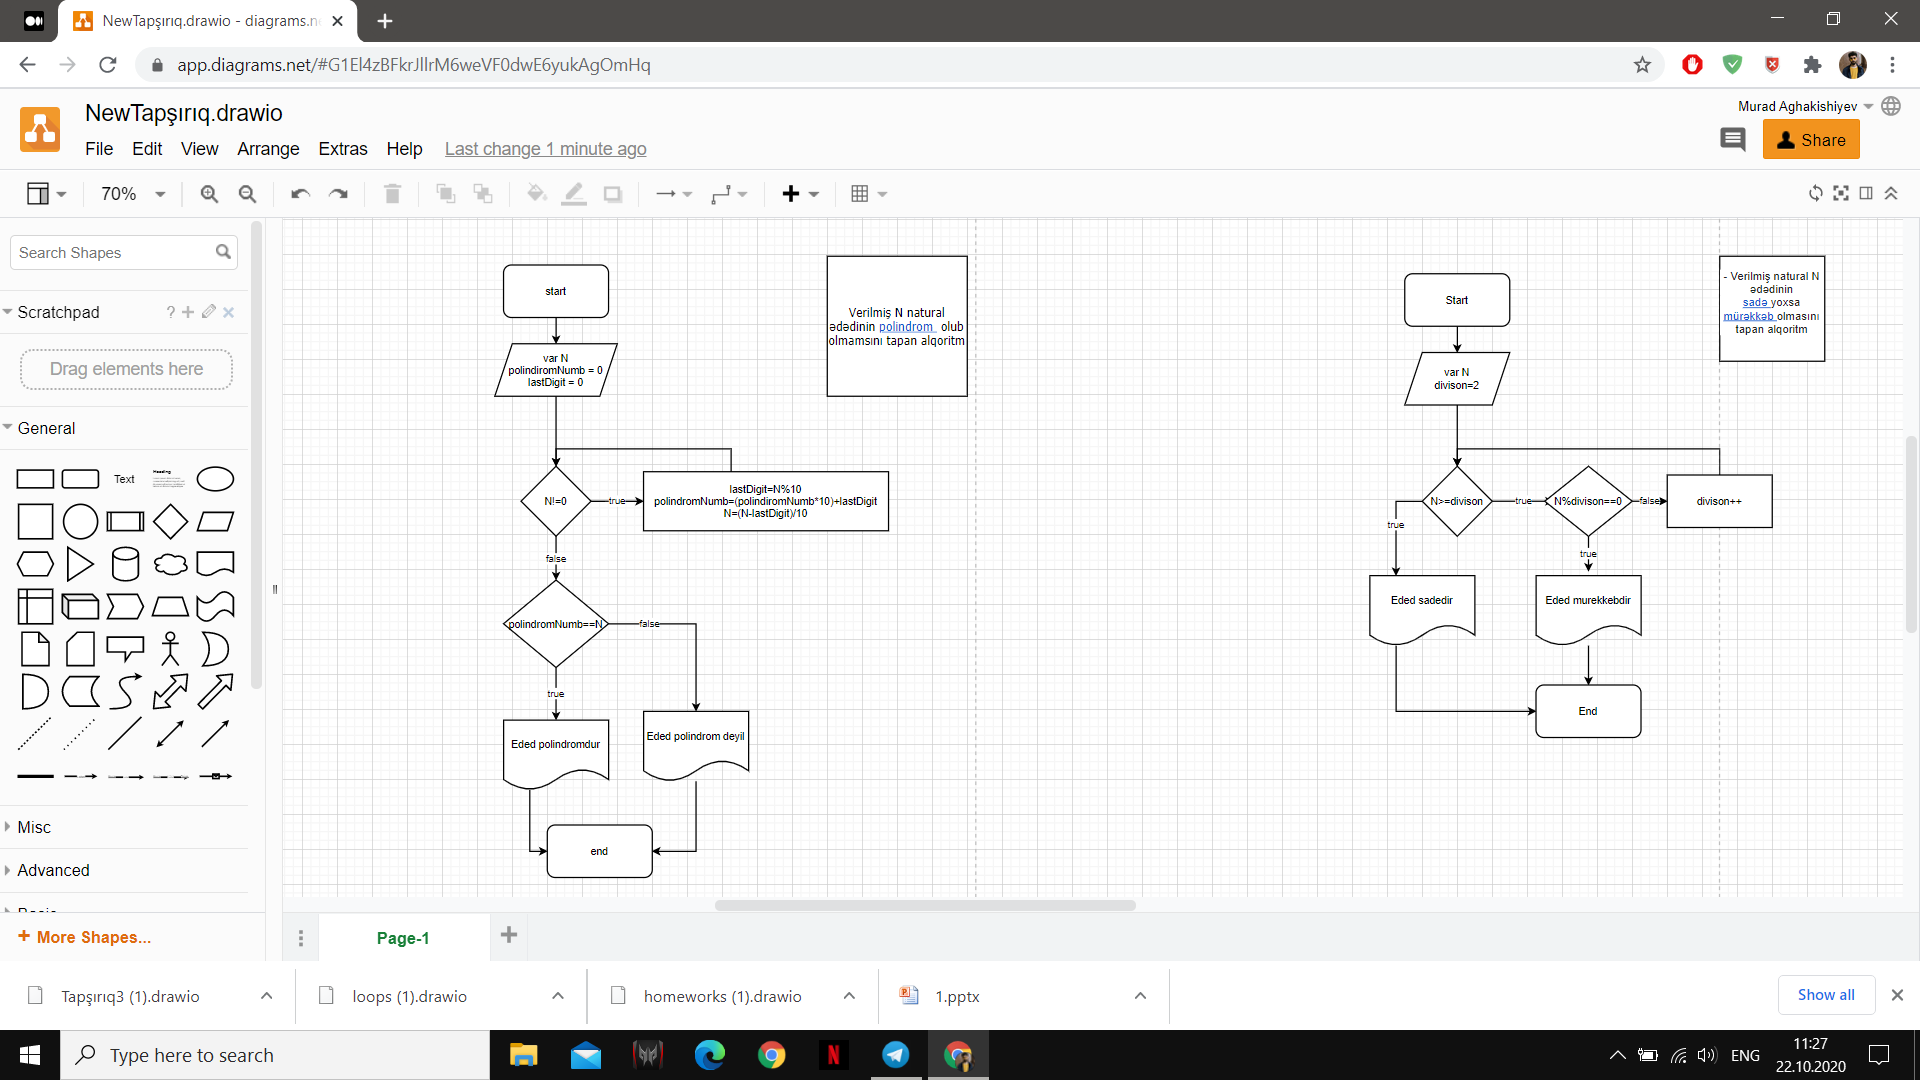 NewTapşırıq.drawio - diagrams.n
app.diagrams.net/#G1El4zBFkrJllrM6weVF0dwE6yukAgOmHq
NewTapşırıq.drawio
Murad Aghakishiyev
File Edit View Arrange Extras Help Last change 1 minute ago
Share
70%
Search Shapes
Scratchpad
?
Drag elements here
General
Text
Heading
Misc
Advanced
Basic
+ More Shapes...
start
var N
polindiromNumb = 0
lastDigit = 0
N!=0
true
lastDigit=N%10
polindromNumb=(polindiromNumb*10)+lastDigit
N=(N-lastDigit)/10
false
polindromNumb==N
false
true
Eded polindromdur
Eded polindrom deyil
end
Verilmiş N natural
ədədinin polindrom olub
olmamsını tapan alqoritm
Start
var N
divison=2
N>=divison
true
N%divison==0
false
divison++
true
true
Eded sadedir
Eded murekkebdir
End
- Verilmiş natural N
ədədinin
sadə yoxsa
mürəkkəb olmasını
tapan alqoritm
Page-1
Tapşırıq3 (1).drawio
loops (1).drawio
homeworks (1).drawio
1.pptx
Show all
Type here to search
N
ENG
11:27
22.10.2020